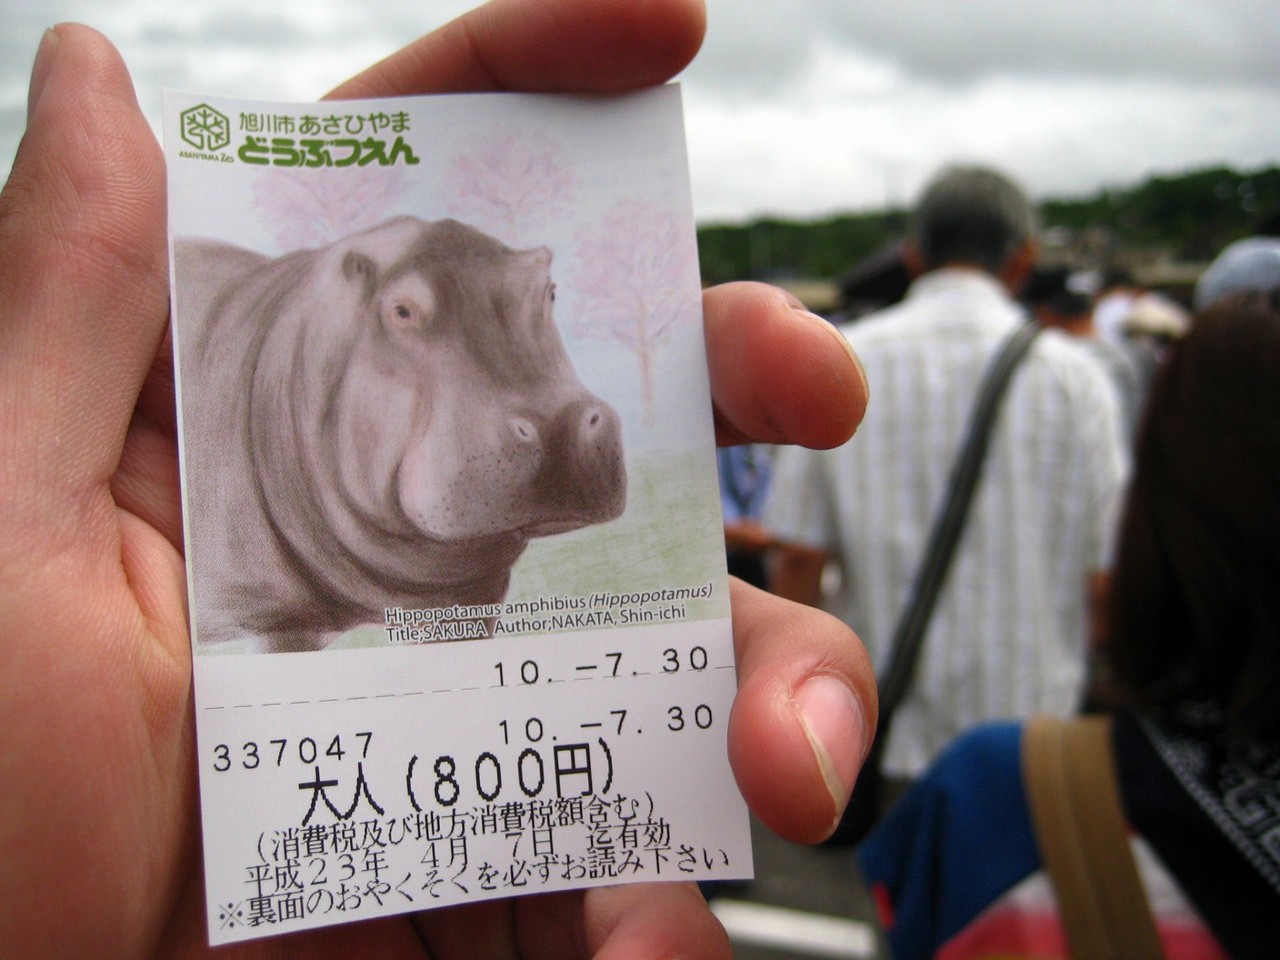 旭川市 あさひやま
どうぶつえん
ASAHIYAMA ZOO
Hippopotamus amphibius (Hippopotamus)
Title;SAKURA Author;NAKATA, Shin-ichi
10. -7. 30
10. -7. 30
337047
大人(800円)
(消費税及び地方消費税額含む)
平成23年 4月 7日 迄有効
※裏面のおやくそくを必ずお読み下さい